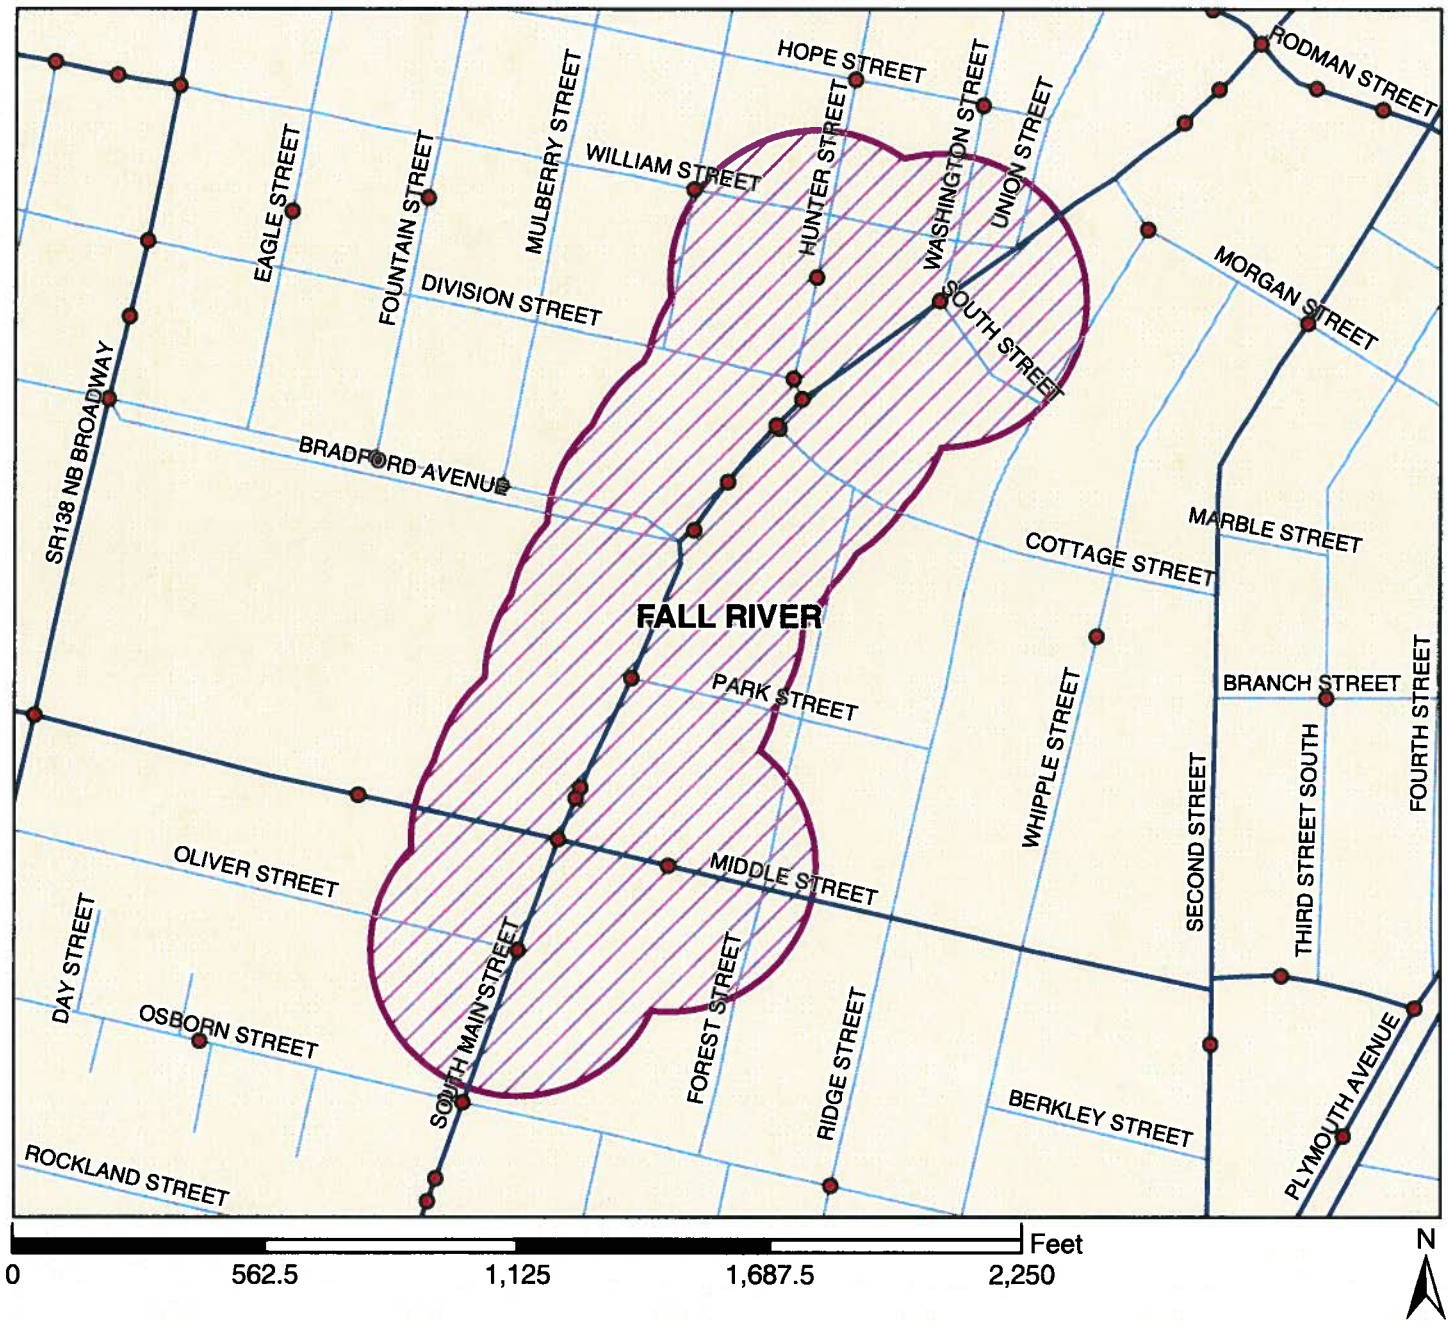 RODMAN STREET
HOPE STREET
WASHINGTON STREET
UNION STREET
HUNTER STREET
MULBERRY STREET
WILLIAM STREET
EAGLE STREET
FOUNTAIN STREET
DIVISION STREET
MORGAN STREET
SOUTH STREET
SR138 NB BROADWAY
BRADFORD AVENUE
MARBLE STREET
COTTAGE STREET
FALL RIVER
PARK STREET
BRANCH STREET
WHIPPLE STREET
SECOND STREET
THIRD STREET SOUTH
FOURTH STREET
MIDDLE STREET
OLIVER STREET
DAY STREET
OSBORN STREET
SOUTH MAIN STREET
FOREST STREET
RIDGE STREET
BERKLEY STREET
PLYMOUTH AVENUE
ROCKLAND STREET
Feet
0 562.5 1,125 1,687.5 2,250
N